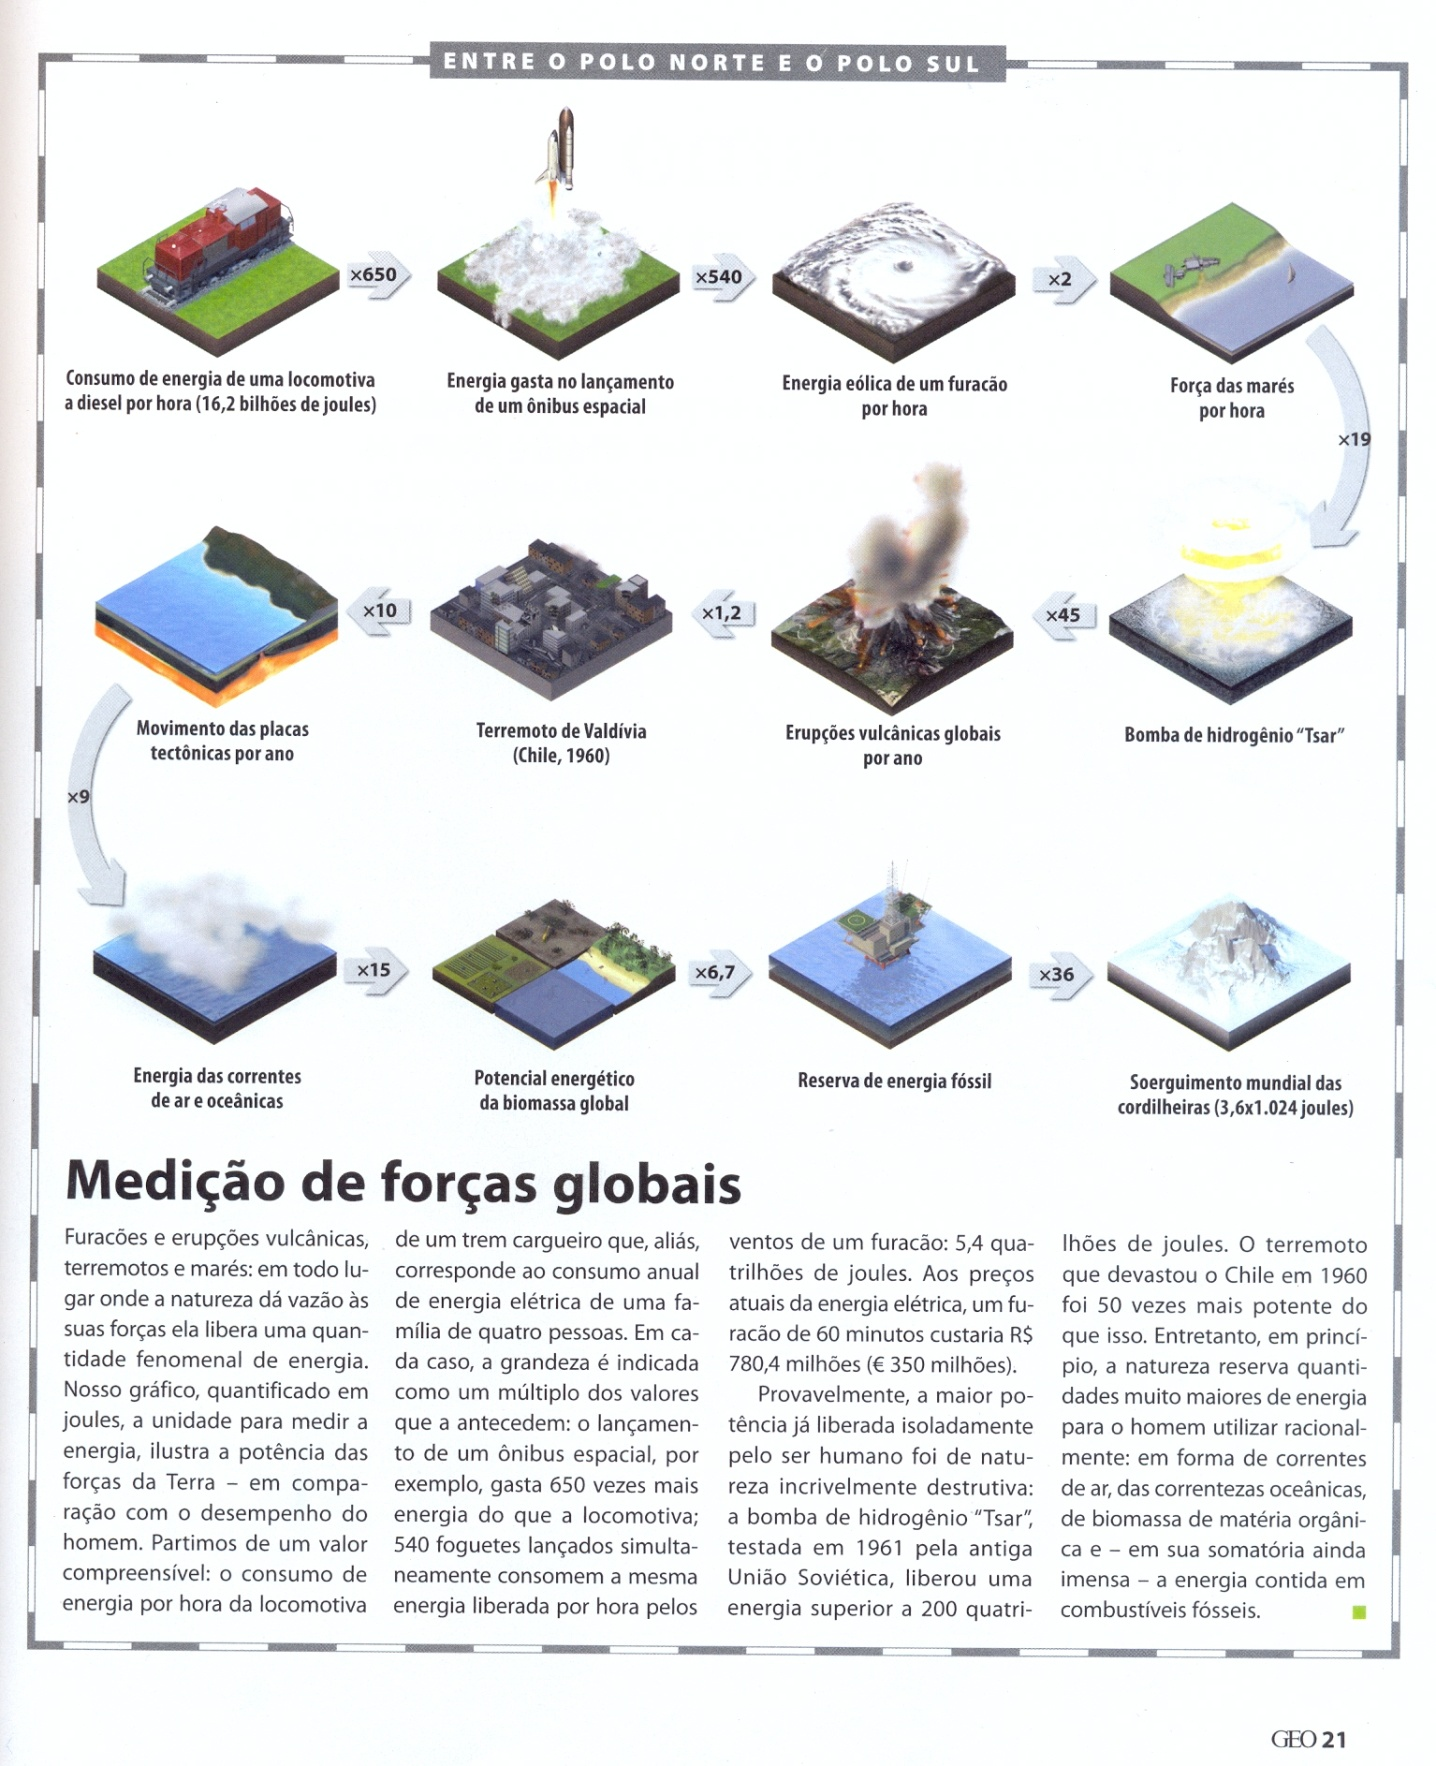 ENTRE O POLO NORTE E O POLO SUL
×650
×540
×2
Consumo de energia de uma locomotiva
a diesel por hora (16,2 bilhões de joules)
Energia gasta no lançamento
de um ônibus espacial
Energia eólica de um furacão
por hora
Força das marés
por hora
×19
×45
×1,2
×10
Bomba de hidrogênio “Tsar”
Erupções vulcânicas globais
por ano
Terremoto de Valdívia
(Chile, 1960)
Movimento das placas
tectônicas por ano
×9
×15
×6,7
×36
Energia das correntes
de ar e oceânicas
Potencial energético
da biomassa global
Reserva de energia fóssil
Soerguimento mundial das
cordilheiras (3,6x1.024 joules)
Medição de forças globais
Furacões e erupções vulcânicas,
terremotos e marés: em todo lu-
gar onde a natureza dá vazão às
suas forças ela libera uma quan-
tidade fenomenal de energia.
Nosso gráfico, quantificado em
joules, a unidade para medir a
energia, ilustra a potência das
forças da Terra – em compa-
ração com o desempenho do
homem. Partimos de um valor
compreensível: o consumo de
energia por hora da locomotiva
de um trem cargueiro que, aliás,
corresponde ao consumo anual
de energia elétrica de uma fa-
mília de quatro pessoas. Em ca-
da caso, a grandeza é indicada
como um múltiplo dos valores
que a antecedem: o lançamen-
to de um ônibus espacial, por
exemplo, gasta 650 vezes mais
energia do que a locomotiva;
540 foguetes lançados simulta-
neamente consomem a mesma
energia liberada por hora pelos
ventos de um furacão: 5,4 qua-
trilhões de joules. Aos preços
atuais da energia elétrica, um fu-
racão de 60 minutos custaria R$
780,4 milhões (€ 350 milhões).
Provavelmente, a maior po-
tência já liberada isoladamente
pelo ser humano foi de natu-
reza incrivelmente destrutiva:
a bomba de hidrogênio “Tsar”,
testada em 1961 pela antiga
União Soviética, liberou uma
energia superior a 200 quatri-
lhões de joules. O terremoto
que devastou o Chile em 1960
foi 50 vezes mais potente do
que isso. Entretanto, em princí-
pio, a natureza reserva quanti-
dades muito maiores de energia
para o homem utilizar racional-
mente: em forma de correntes
de ar, das correntezas oceânicas,
de biomassa de matéria orgâni-
ca e – em sua somatória ainda
imensa – a energia contida em
combustíveis fósseis.
GEO 21